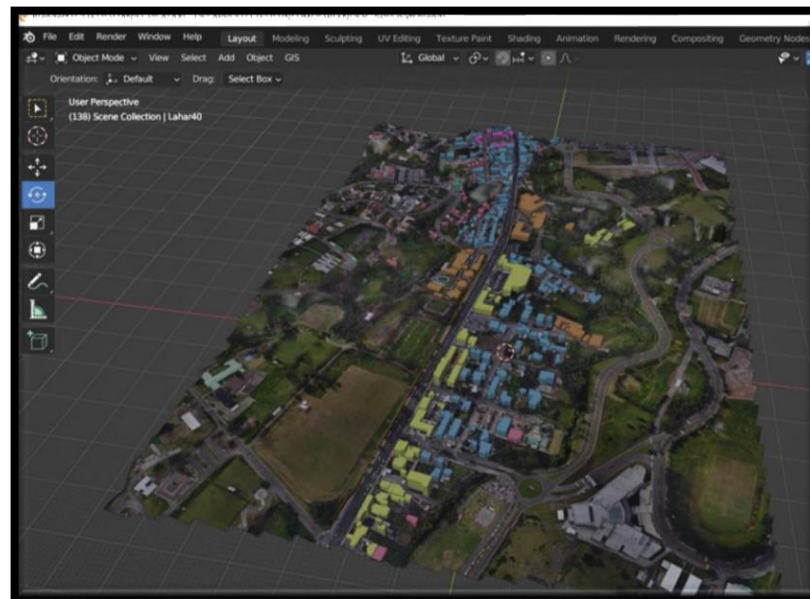 File Edit Render Window Help Layout Modeling Sculpting UV Editing Texture Paint Shading Animation Rendering Compositing Geometry Nodes
Object Mode View Select Add Object GIS Global
Orientation: Default Drag: Select Box
User Perspective
(138) Scene Collection | Lahar40